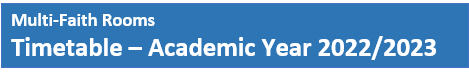 Multi-Faith Rooms
Timetable – Academic Year 2022/2023